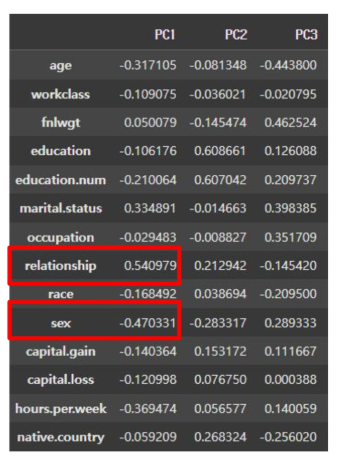 PC1 PC2 PC3
age -0.317105 -0.081348 -0.443800
workclass -0.109075 -0.036021 -0.020795
fnlwgt 0.050079 -0.145474 0.462524
education -0.106176 0.608661 0.126088
education.num -0.210064 0.607042 0.209737
marital.status 0.334891 -0.014663 0.398385
occupation -0.029483 -0.008827 0.351709
relationship 0.540979 0.212942 -0.145420
race -0.168492 0.038694 -0.209500
sex -0.470331 -0.283317 0.289333
capital.gain -0.140364 0.153172 0.111667
capital.loss -0.120998 0.076750 0.000388
hours.per.week -0.369474 0.056577 0.140059
native.country -0.059209 0.268324 -0.256020